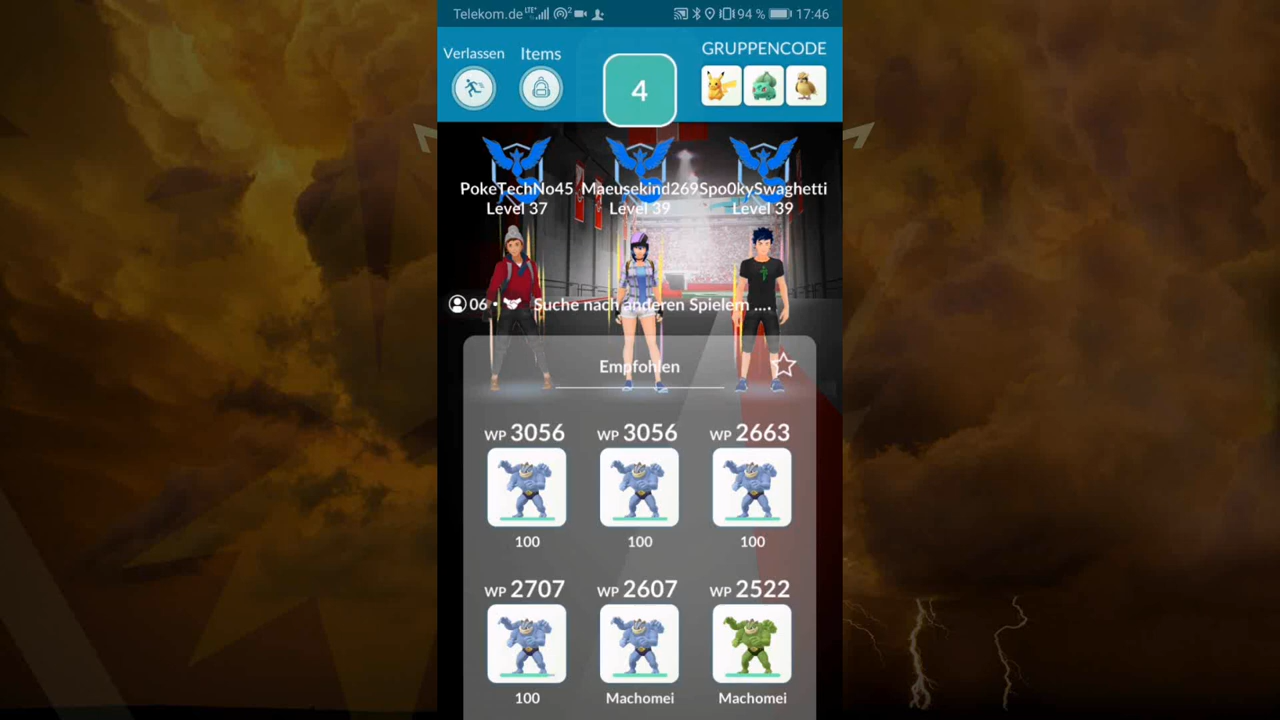 Telekom.de LTE+ 2 94 % 17:46
Verlassen Items GRUPPENCODE
4
PokeTechNo45 Maeusekind269 Spo0kySwaghetti
Level 37 Level 39 Level 39
06 • Suche nach anderen Spielern ....
Empfohlen
WP 3056 WP 3056 WP 2663
100 100 100
WP 2707 WP 2607 WP 2522
100 Machomei Machomei